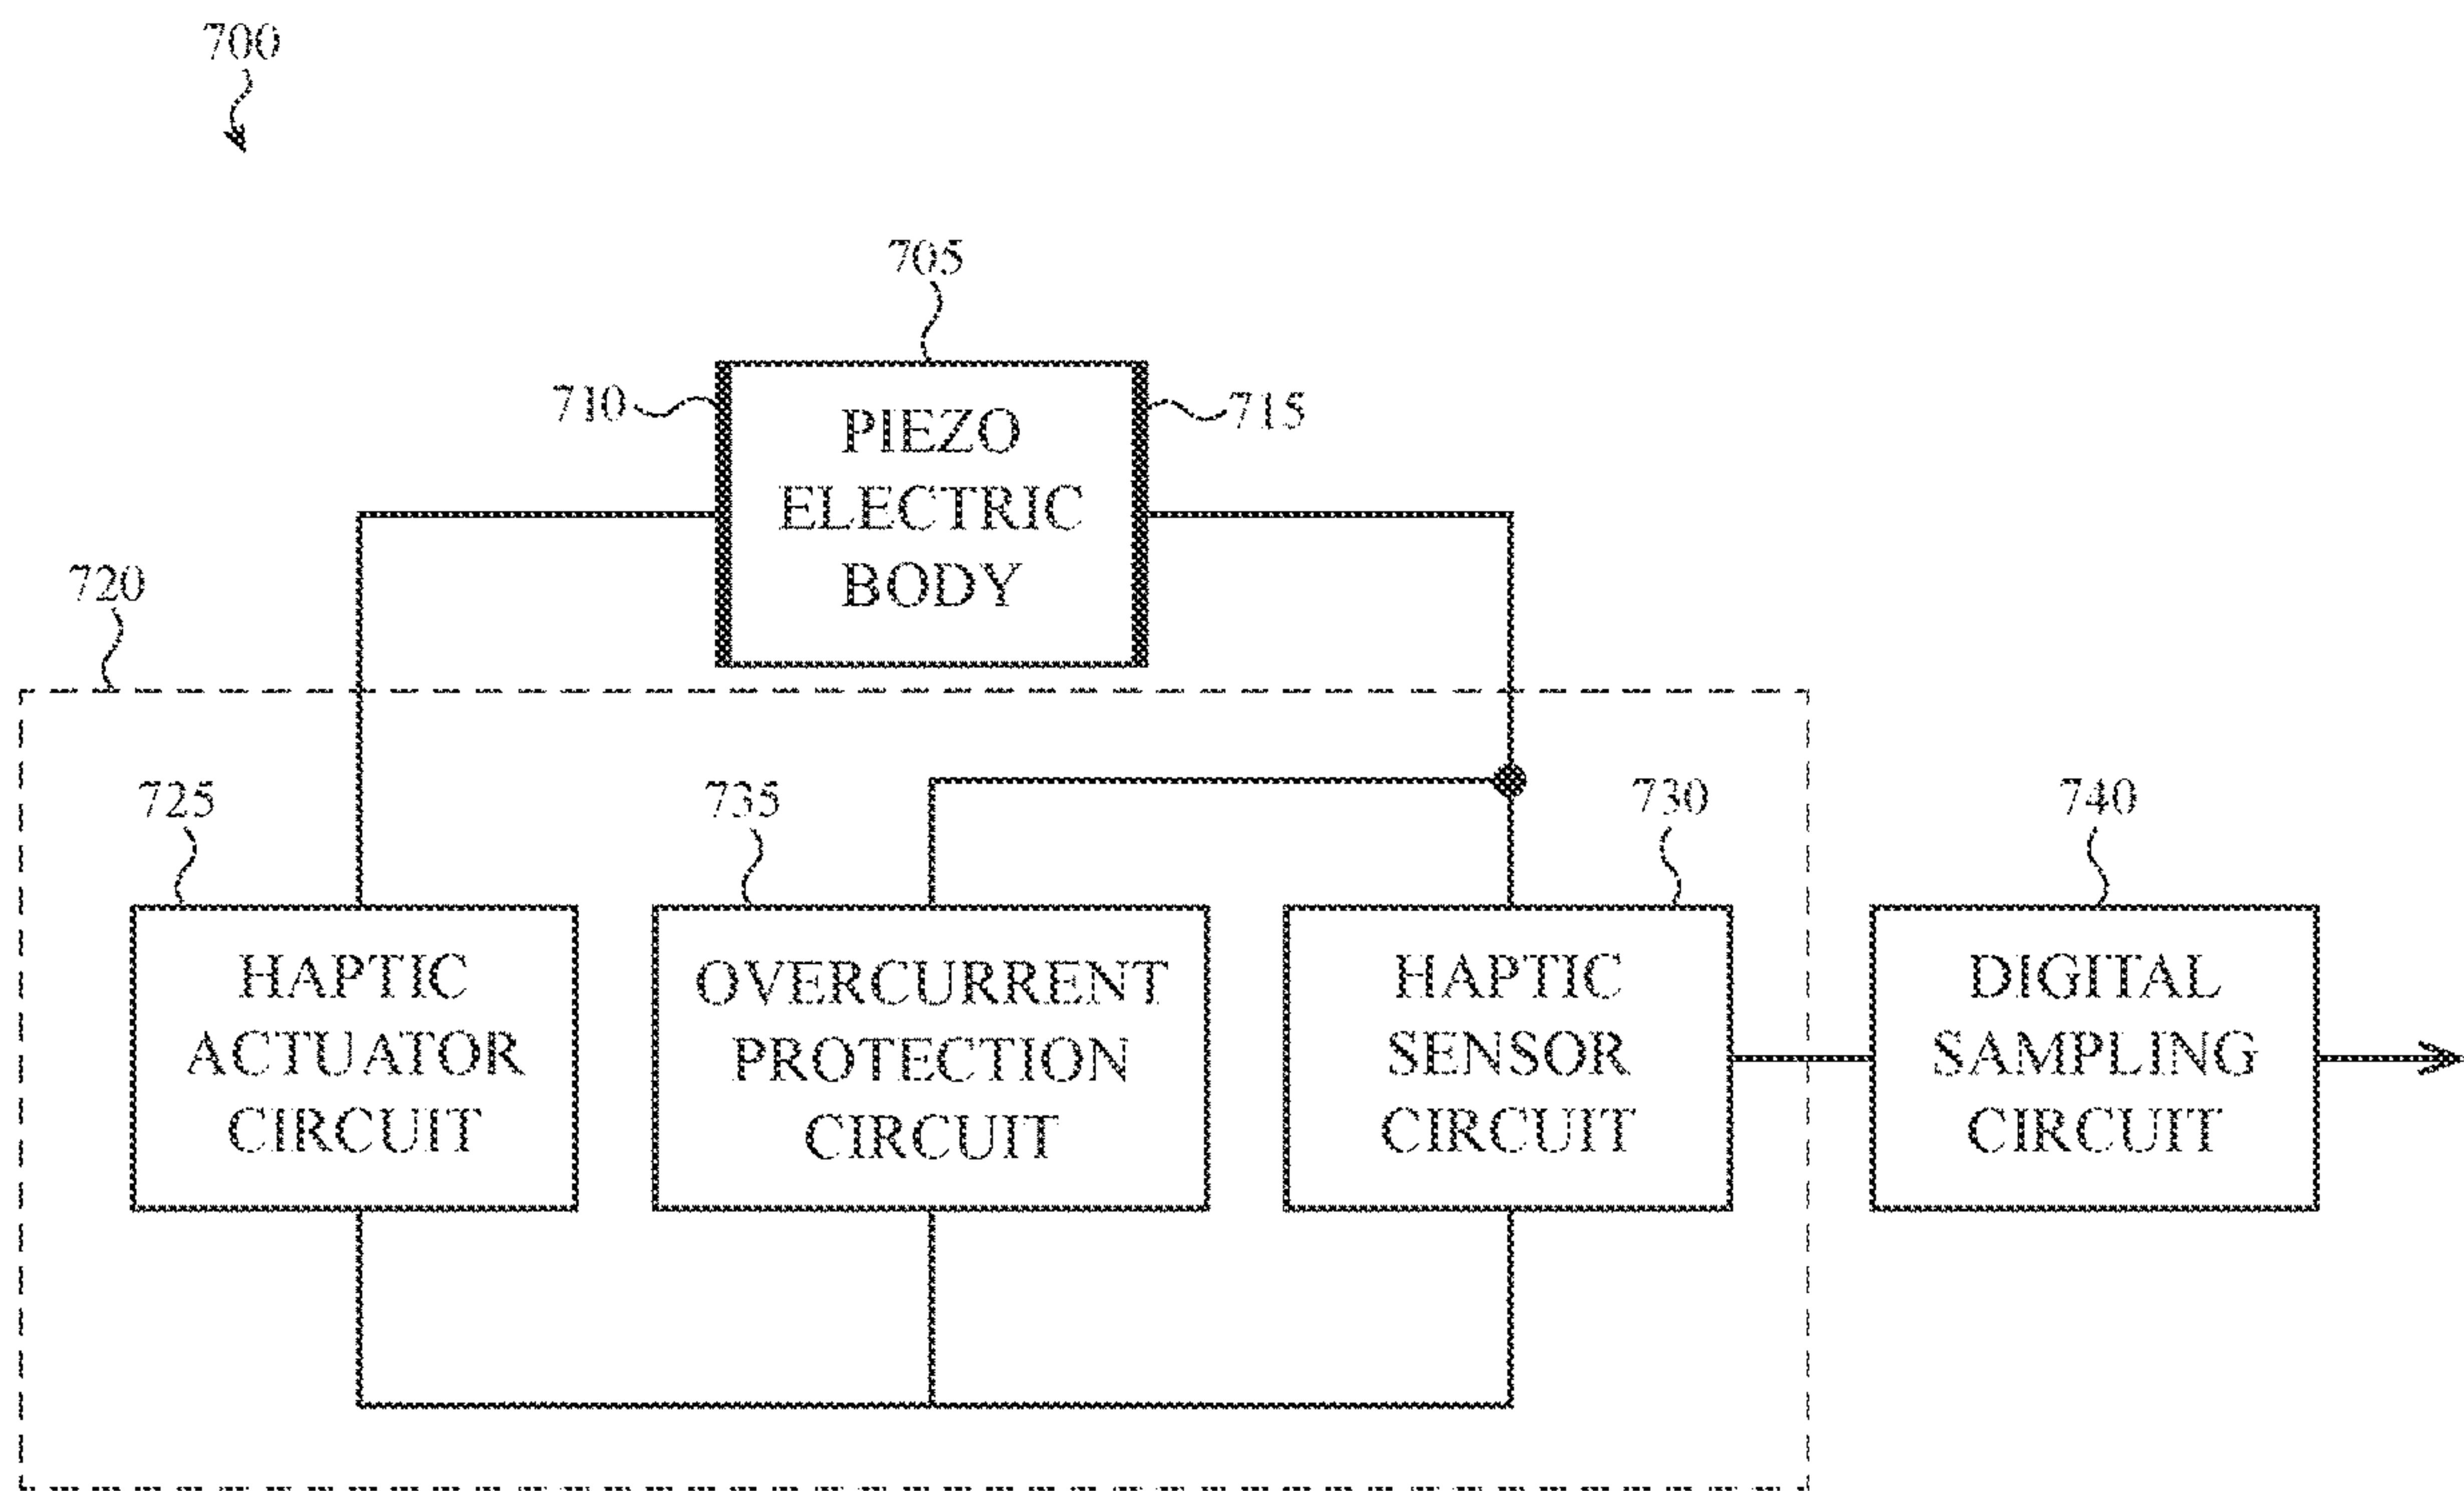 700
705
710
715
PIEZO
ELECTRIC
BODY
720
725
735
730
740
HAPTIC
ACTUATOR
CIRCUIT
OVERCURRENT
PROTECTION
CIRCUIT
HAPTIC
SENSOR
CIRCUIT
DIGITAL
SAMPLING
CIRCUIT